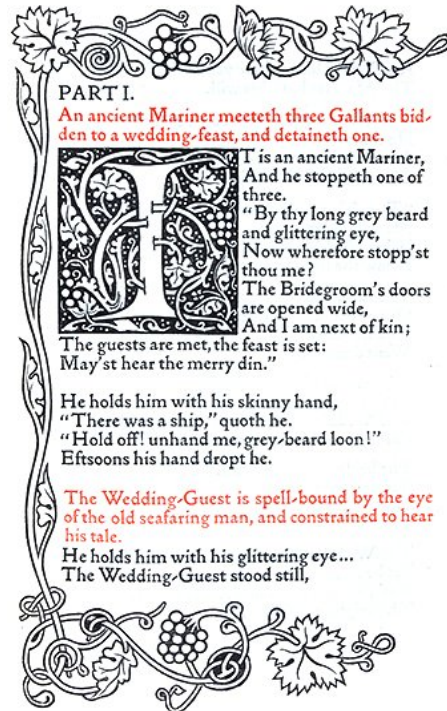 PART I.
An ancient Mariner meeteth three Gallants bid-
den to a wedding-feast, and detaineth one.
IT is an ancient Mariner,
And he stoppeth one of
three.
"By thy long grey beard
and glittering eye,
Now wherefore stopp'st
thou me?
The Bridegroom's doors
are opened wide,
And I am next of kin;
The guests are met, the feast is set:
May'st hear the merry din."
He holds him with his skinny hand,
"There was a ship," quoth he.
"Hold off! unhand me, grey-beard loon!"
Eftsoons his hand dropt he.
The Wedding-Guest is spell-bound by the eye
of the old seafaring man, and constrained to hear
his tale.
He holds him with his glittering eye...
The Wedding-Guest stood still,